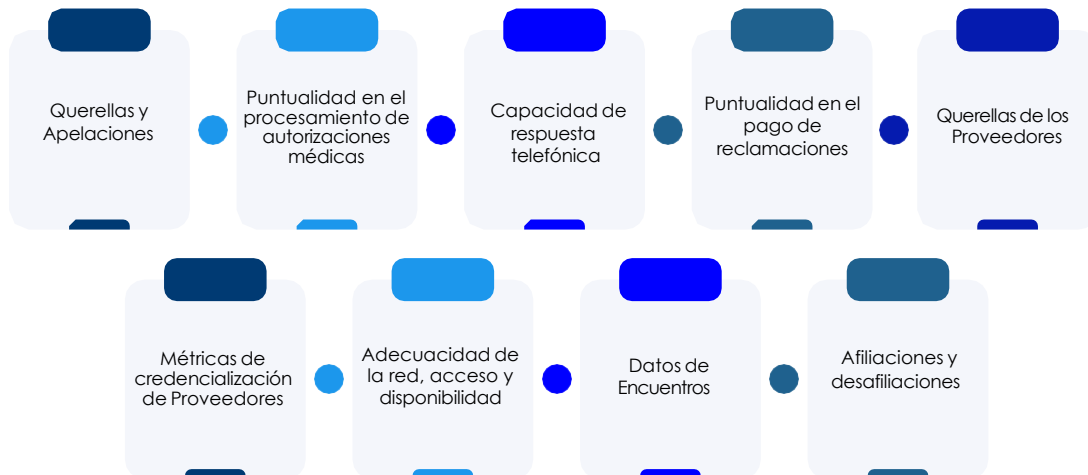 Querellas y
Apelaciones
Puntualidad en el
procesamiento de
autorizaciones
médicas
Capacidad de
respuesta
telefónica
Puntualidad en el
pago de
reclamaciones
Querellas de los
Proveedores
Métricas de
credencialización
de Proveedores
Adecuacidad de
la red, acceso y
disponibilidad
Datos de
Encuentros
Afiliaciones y
desafiliaciones